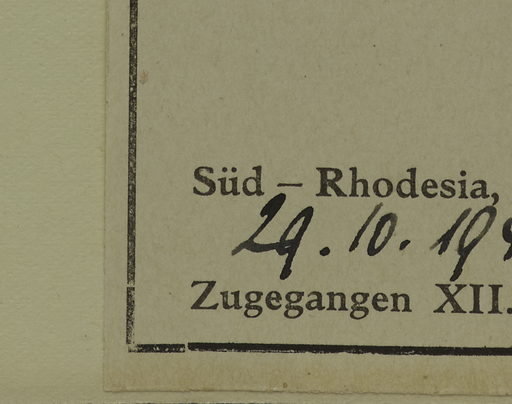 Süd – Rhodesia,
29. 10. 19
Zugegangen XII.